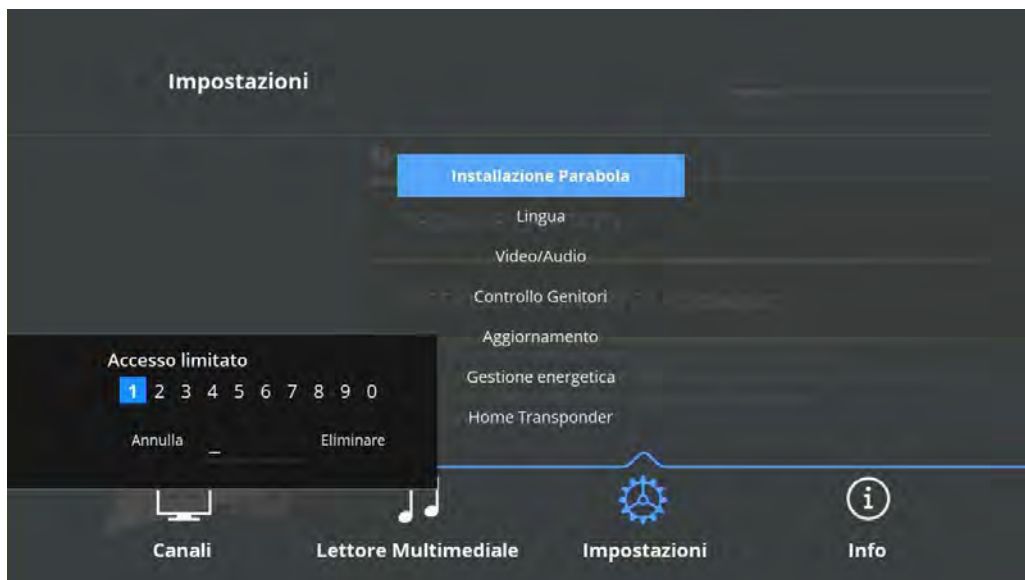 Impostazioni
Installazione Parabola
Lingua
Video/Audio
Controllo Genitori
Aggiornamento
Gestione energetica
Home Transponder
Accesso limitato
1 2 3 4 5 6 7 8 9 0
Annulla _ Eliminare
Canali Lettore Multimediale Impostazioni Info